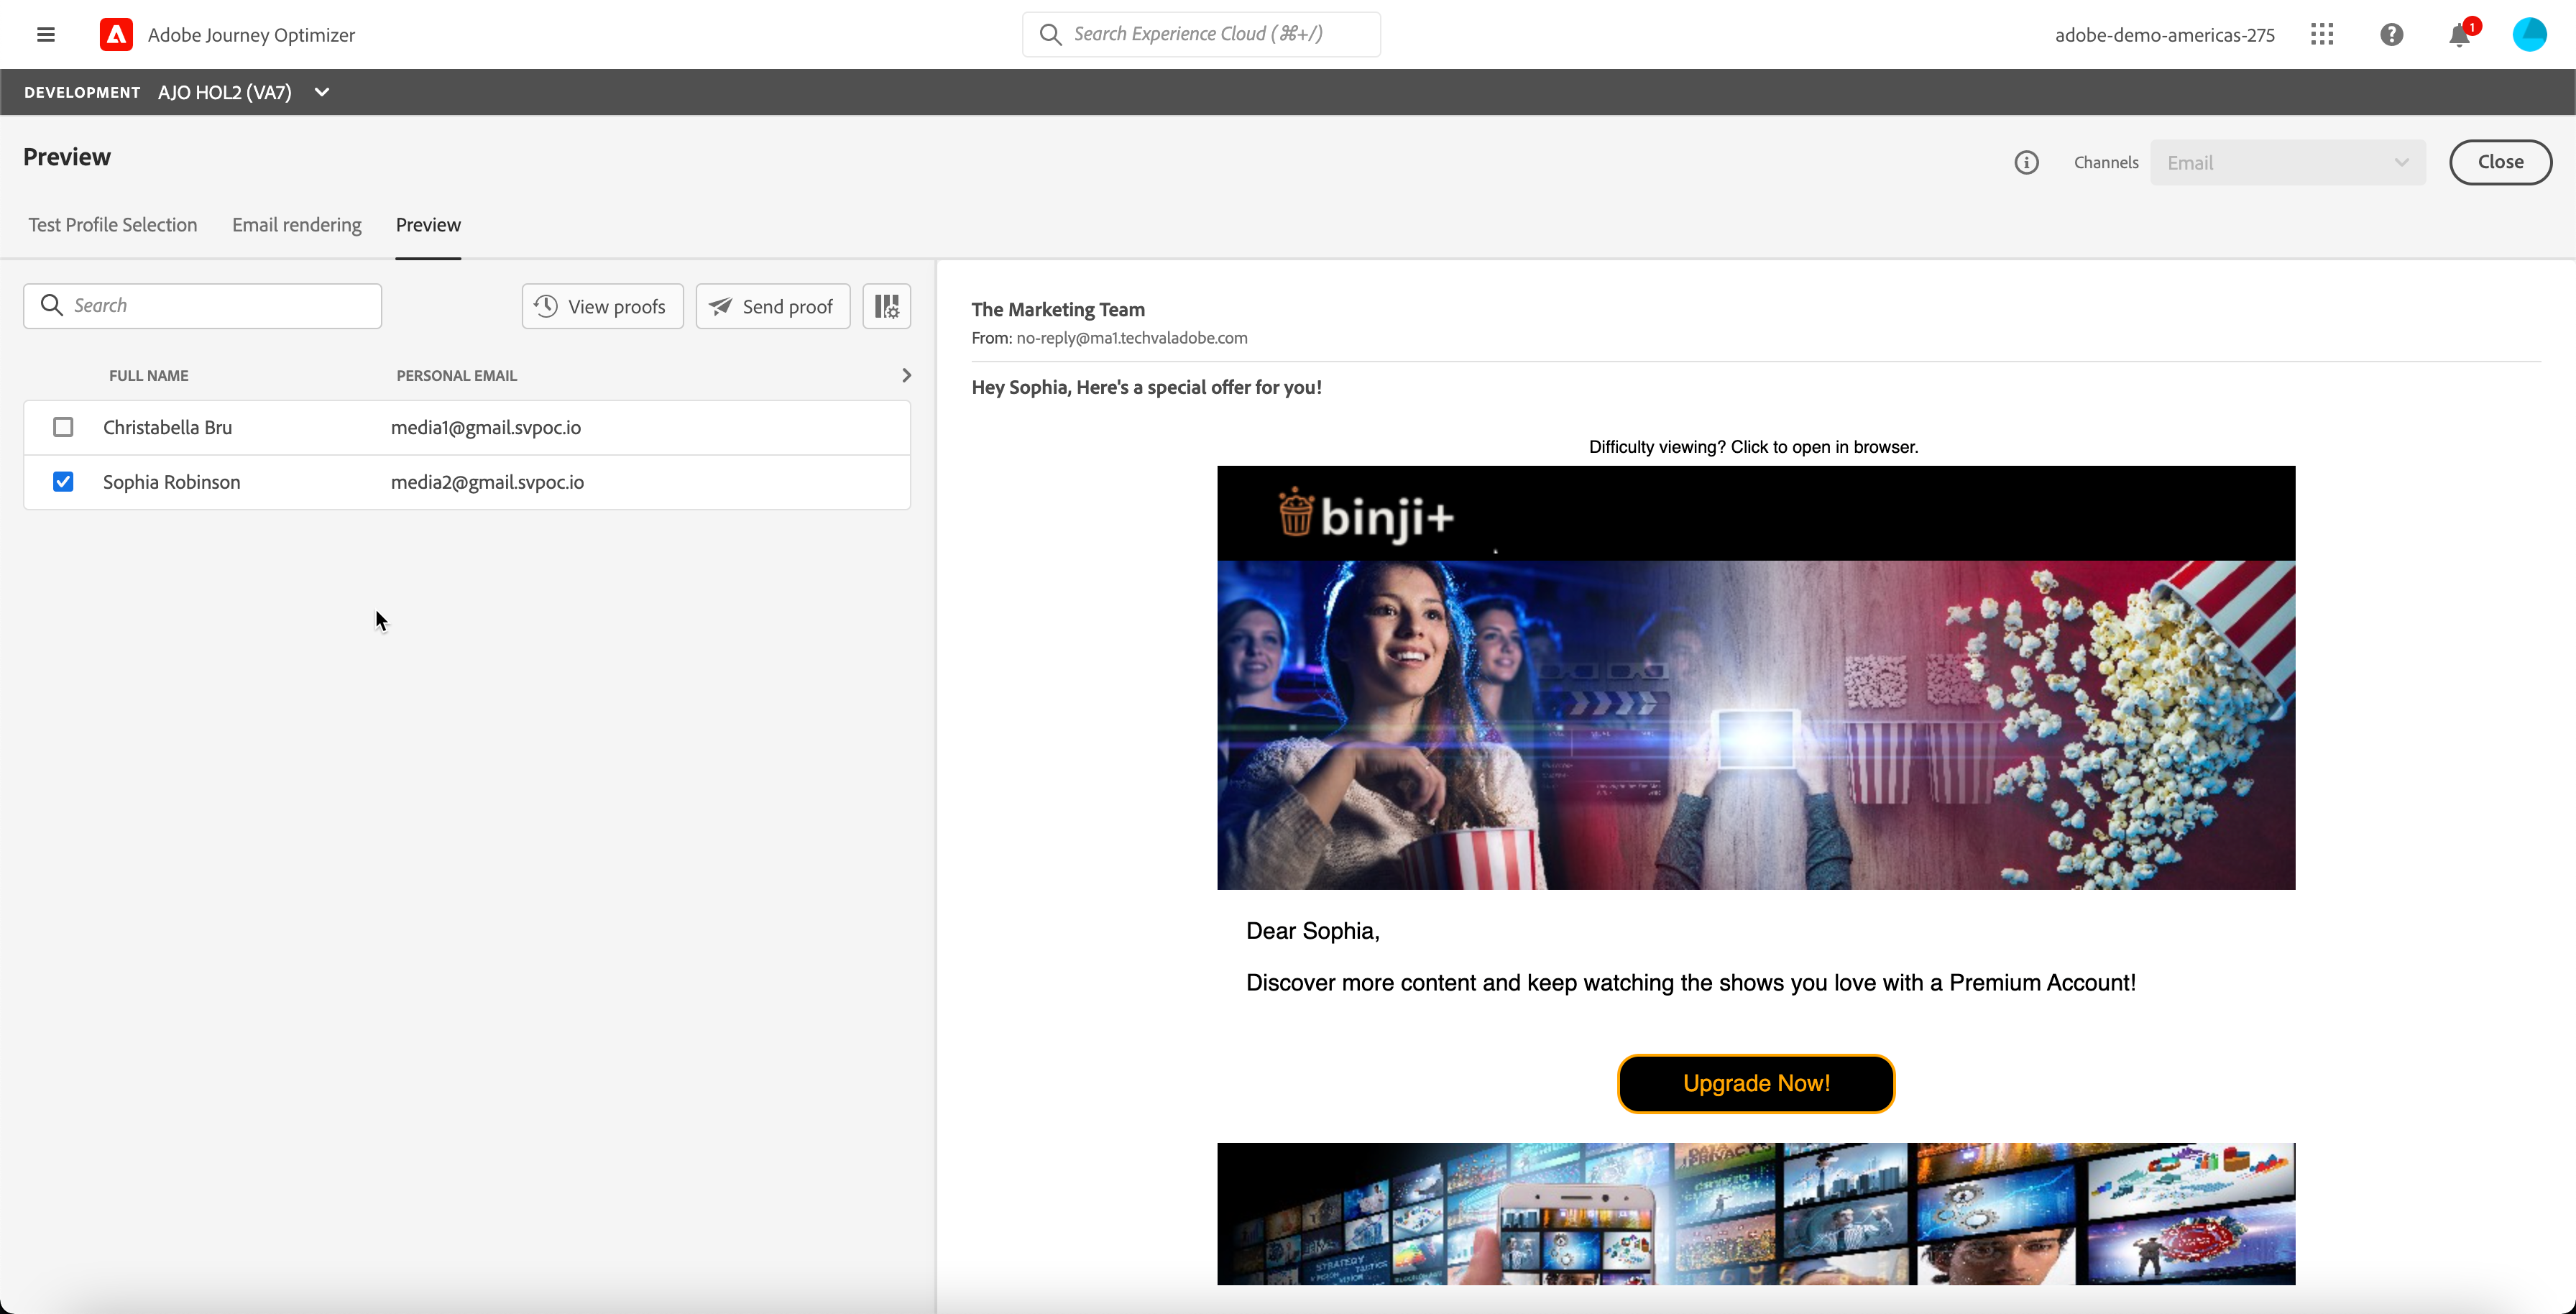 Adobe Journey Optimizer
Search Experience Cloud (⌘+/)
adobe-demo-americas-275
1
DEVELOPMENT AJO HOL2 (VA7)
Preview
Channels Email
Close
Test Profile Selection Email rendering Preview
Search
View proofs
Send proof
FULL NAME PERSONAL EMAIL
Christabella Bru media1@gmail.svpoc.io
Sophia Robinson media2@gmail.svpoc.io
The Marketing Team
From: no-reply@ma1.techvaladobe.com
Hey Sophia, Here's a special offer for you!
Difficulty viewing? Click to open in browser.
binji+
Dear Sophia,
Discover more content and keep watching the shows you love with a Premium Account!
Upgrade Now!
PRIVACY
STRATEGY
TACTICS